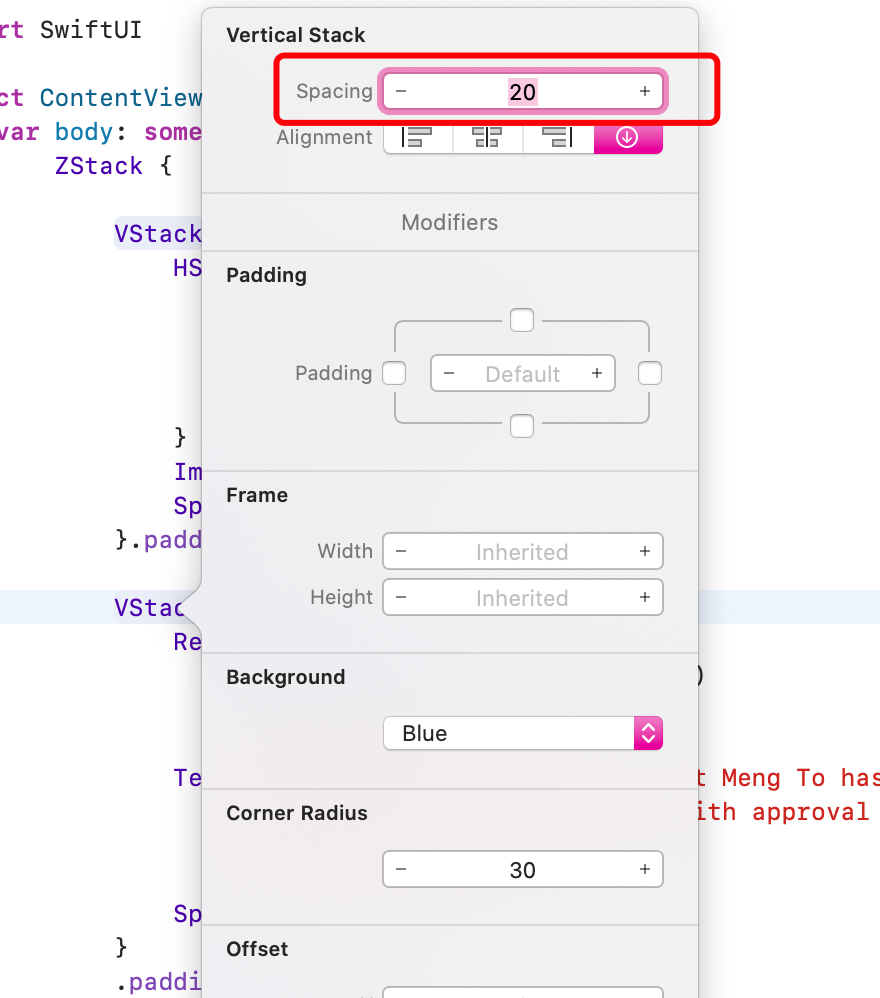 rt SwiftUI
Vertical Stack
Spacing − 20 +
ct ContentView
var body: some
Alignment
ZStack {
VStack
Modifiers
HS
Padding
Padding − Default +
}
Im
Frame
Sp
}.padd
Width − Inherited +
Height − Inherited +
VStac
Re
Background
)
Blue
Te
t Meng To has
Corner Radius
ith approval
− 30 +
Sp
}
Offset
.paddi